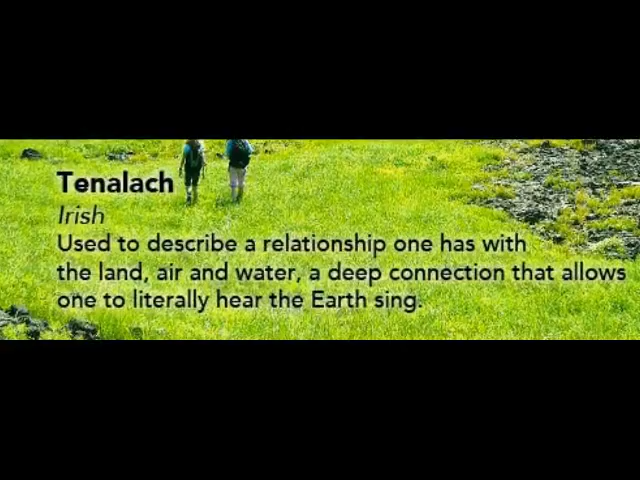 Tenalach
Irish
Used to describe a relationship one has with
the land, air and water, a deep connection that allows
one to literally hear the Earth sing.